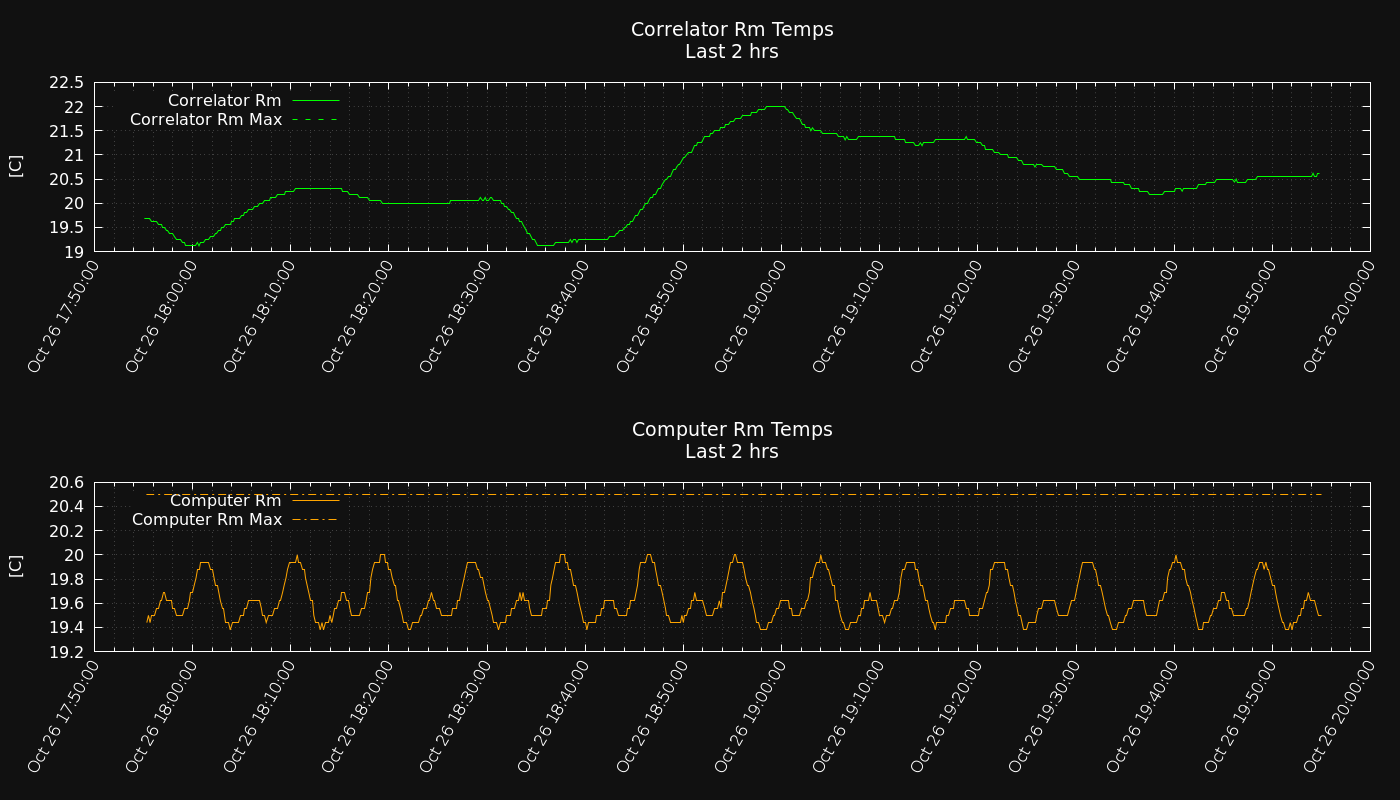 Correlator Rm Temps
Last 2 hrs
22.5
22
21.5
21
20.5
20
19.5
19
[C]
Correlator Rm
Correlator Rm Max
Oct 26 17:50:00
Oct 26 18:00:00
Oct 26 18:10:00
Oct 26 18:20:00
Oct 26 18:30:00
Oct 26 18:40:00
Oct 26 18:50:00
Oct 26 19:00:00
Oct 26 19:10:00
Oct 26 19:20:00
Oct 26 19:30:00
Oct 26 19:40:00
Oct 26 19:50:00
Oct 26 20:00:00
Computer Rm Temps
Last 2 hrs
20.6
20.4
20.2
20
19.8
19.6
19.4
19.2
[C]
Computer Rm
Computer Rm Max
Oct 26 17:50:00
Oct 26 18:00:00
Oct 26 18:10:00
Oct 26 18:20:00
Oct 26 18:30:00
Oct 26 18:40:00
Oct 26 18:50:00
Oct 26 19:00:00
Oct 26 19:10:00
Oct 26 19:20:00
Oct 26 19:30:00
Oct 26 19:40:00
Oct 26 19:50:00
Oct 26 20:00:00